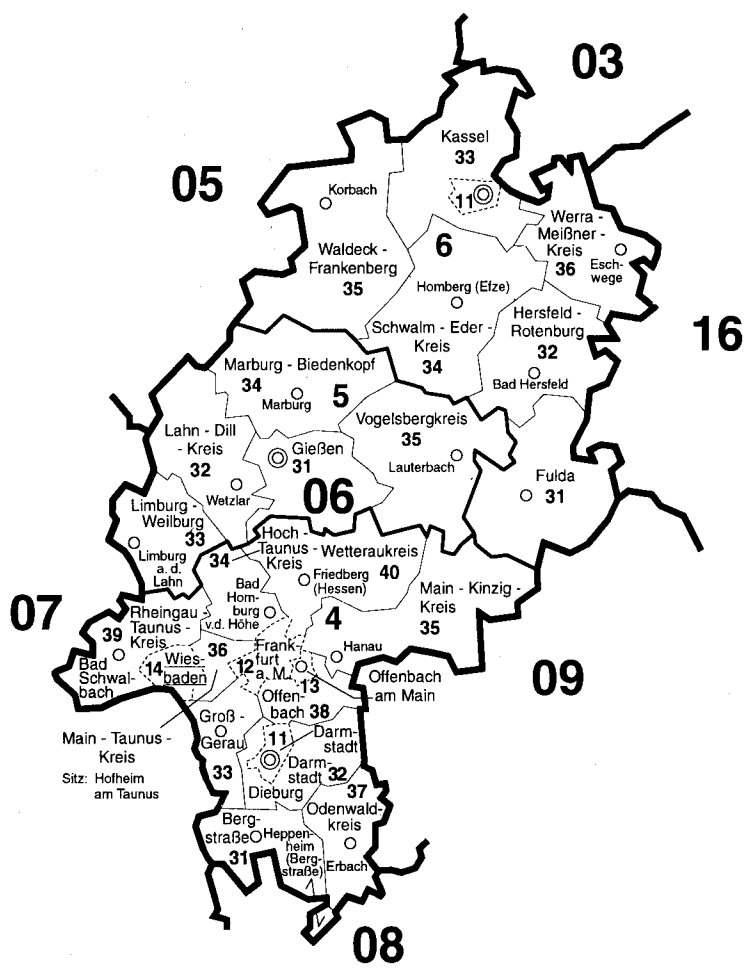 03
Kassel
33
05
Korbach
11
Werra -
Meißner -
Kreis
36
Esch-
wege
6
Waldeck -
Frankenberg
35
Homberg (Efze)
Schwalm - Eder -
Kreis
34
Hersfeld -
Rotenburg
32
Bad Hersfeld
16
Marburg - Biedenkopf
34
Marburg
5
Vogelsbergkreis
35
Lauterbach
Lahn - Dill
- Kreis
32
Wetzlar
Gießen
31
Fulda
31
06
Limburg -
Weilburg
33
Limburg
a. d.
Lahn
Hoch -
Taunus -
Kreis
34
Wetteraukreis
40
Friedberg
(Hessen)
Bad
Hom-
burg
v.d. Höhe
4
Main - Kinzig -
Kreis
35
Hanau
07
Rheingau -
Taunus -
Kreis
39
Bad
Schwal-
bach
14
Wies-
baden
36
12
Frank-
furt
a. M.
13
Offenbach
am Main
09
Offen-
bach
38
Main - Taunus -
Kreis
Sitz: Hofheim
am Taunus
Groß -
Gerau
33
11
Darm-
stadt
Darm-
stadt
32
Dieburg
37
Odenwald-
kreis
Erbach
Berg-
straße
31
Heppen-
heim
(Berg-
straße)
08